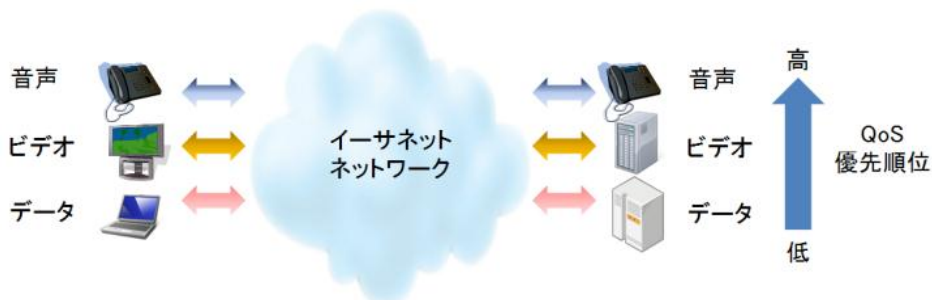 音声
ビデオ
データ
イーサネット
ネットワーク
音声
ビデオ
データ
高
QoS
優先順位
低